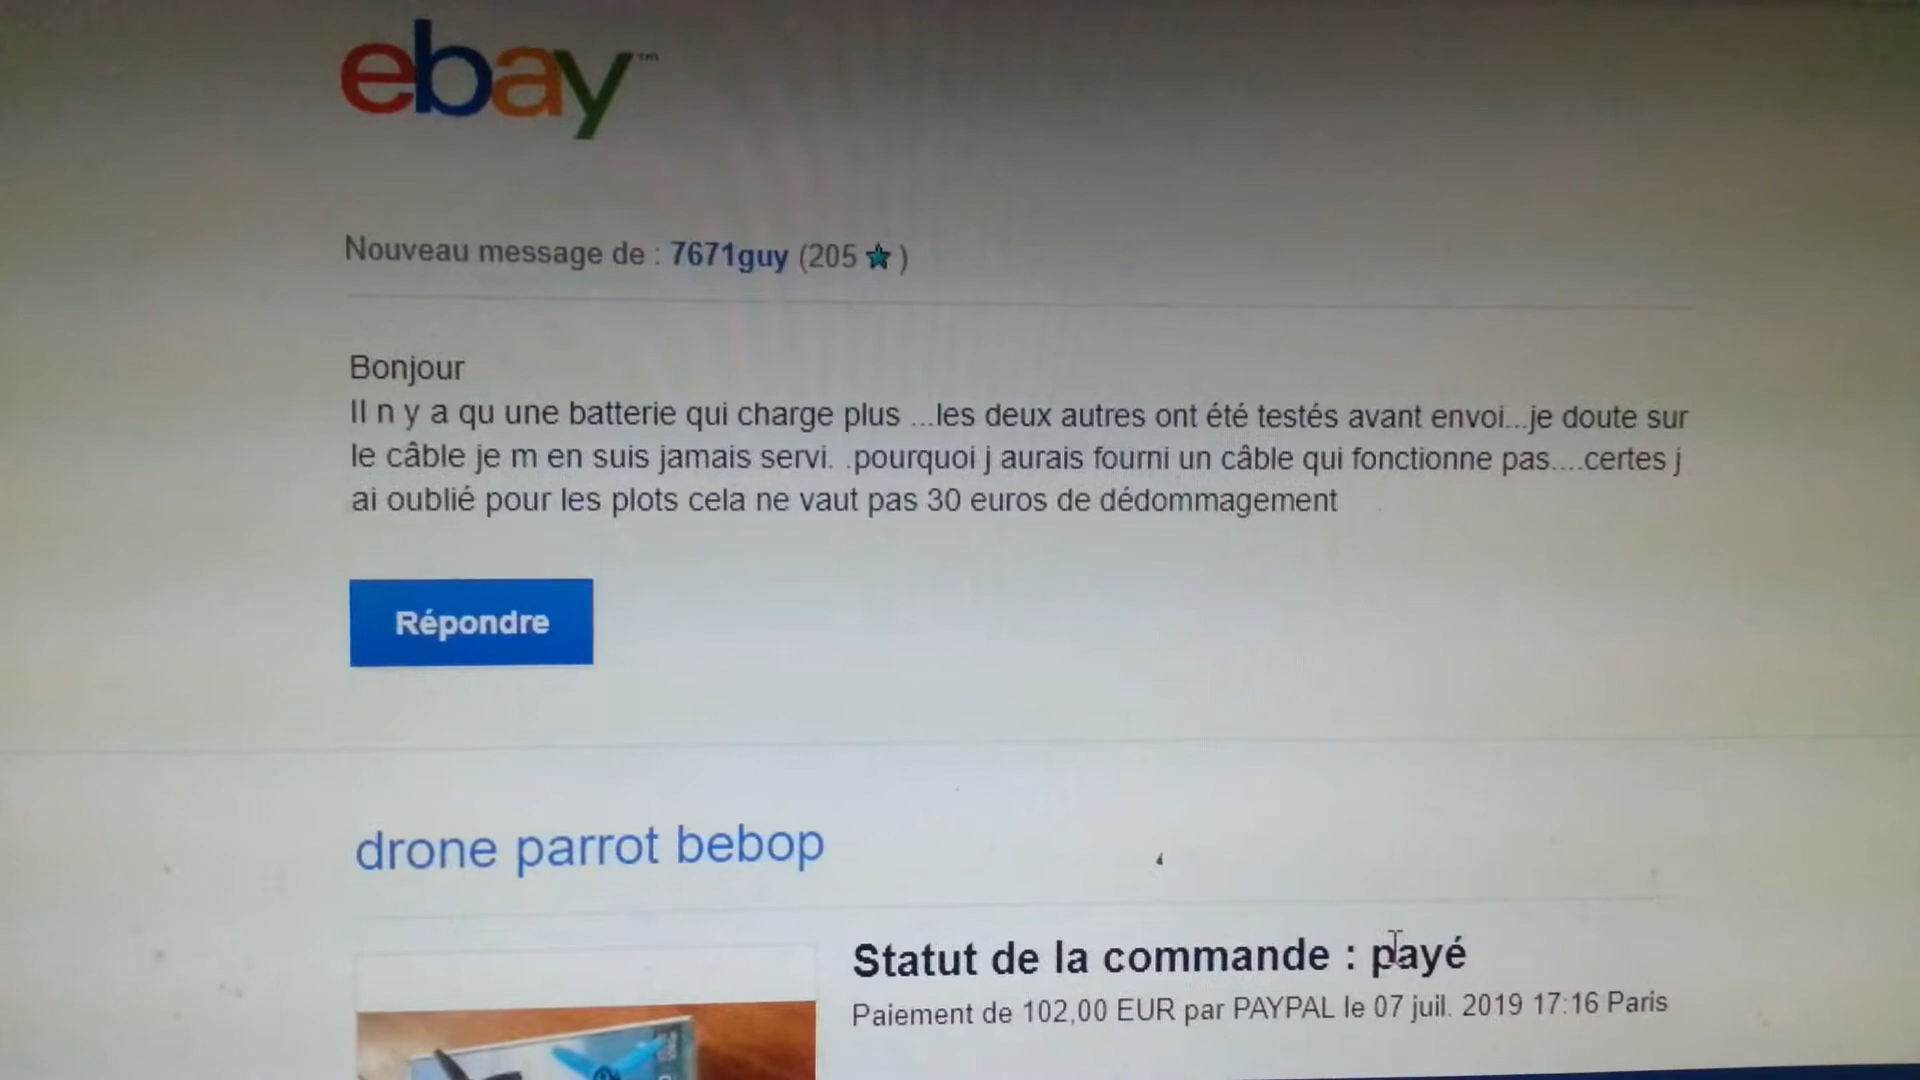 ebay™
Nouveau message de : 7671guy (205 ★)
Bonjour
Il n y a qu une batterie qui charge plus ...les deux autres ont été testés avant envoi...je doute sur
le câble je m en suis jamais servi. .pourquoi j aurais fourni un câble qui fonctionne pas....certes j
ai oublié pour les plots cela ne vaut pas 30 euros de dédommagement
Répondre
drone parrot bebop
Statut de la commande : payé
Paiement de 102,00 EUR par PAYPAL le 07 juil. 2019 17:16 Paris